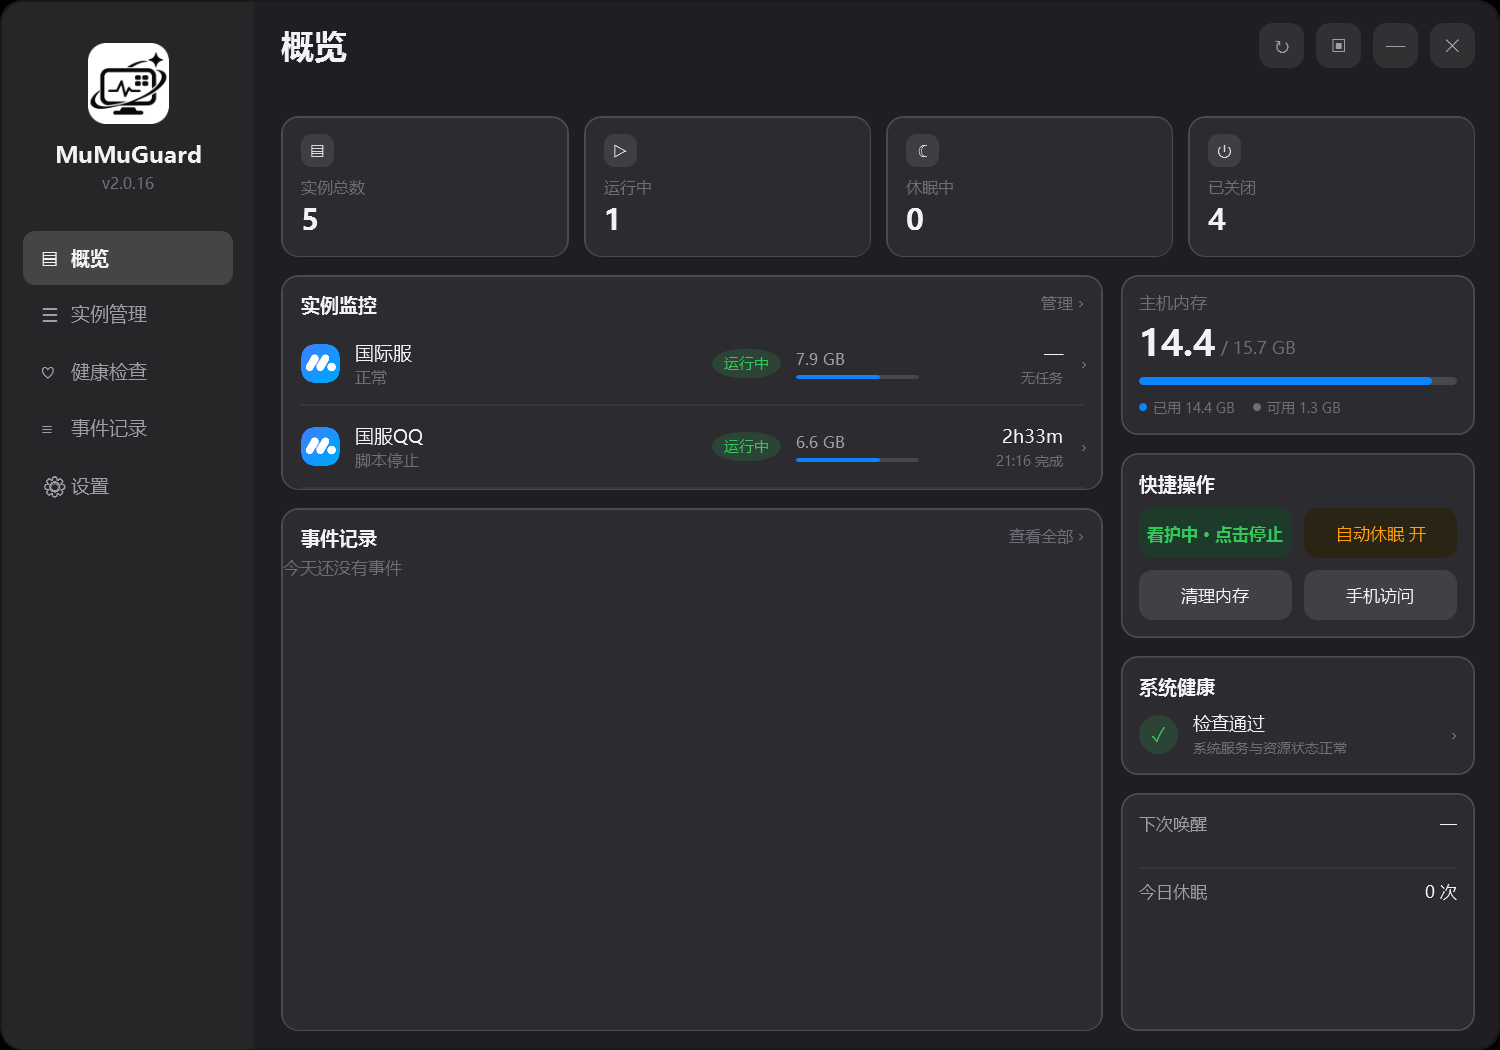 MuMuGuard
v2.0.16
概览
实例管理
健康检查
事件记录
设置
概览
实例总数
5
运行中
1
休眠中
0
已关闭
4
实例监控
管理 ›
国际服
正常
运行中
7.9 GB
—
无任务
国服QQ
脚本停止
运行中
6.6 GB
2h33m
21:16 完成
事件记录
查看全部 ›
今天还没有事件
主机内存
14.4 / 15.7 GB
已用 14.4 GB
可用 1.3 GB
快捷操作
看护中 • 点击停止
自动休眠 开
清理内存
手机访问
系统健康
检查通过
系统服务与资源状态正常
下次唤醒
—
今日休眠
0 次